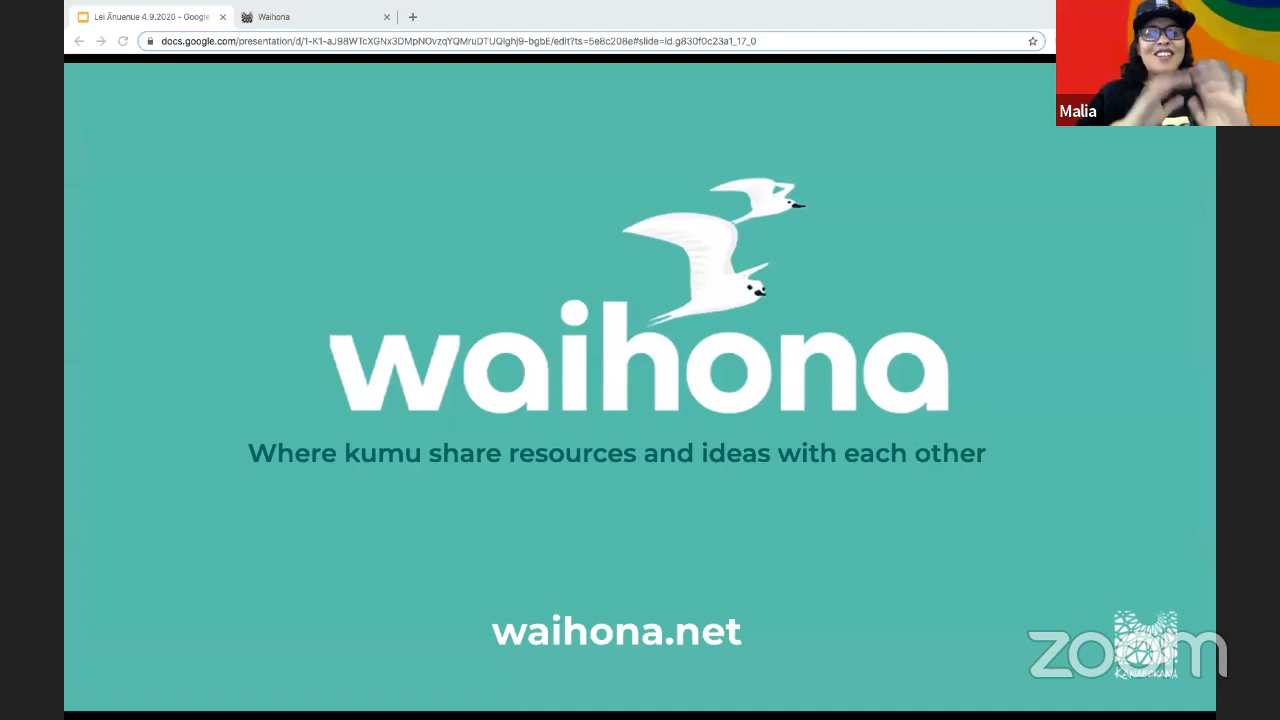 Lei Ānuenue 4.9.2020 - Google
Waihona
docs.google.com/presentation/d/1-K1-aJ98WTcXGNx3DMpNOvzqYQMruDTUQlghj9-bgbE/edit?ts=5e8c208e#slide=id.g830f0c23a1_17_0
Malia
waihona
Where kumu share resources and ideas with each other
waihona.net
zoom
KANAEOKANA